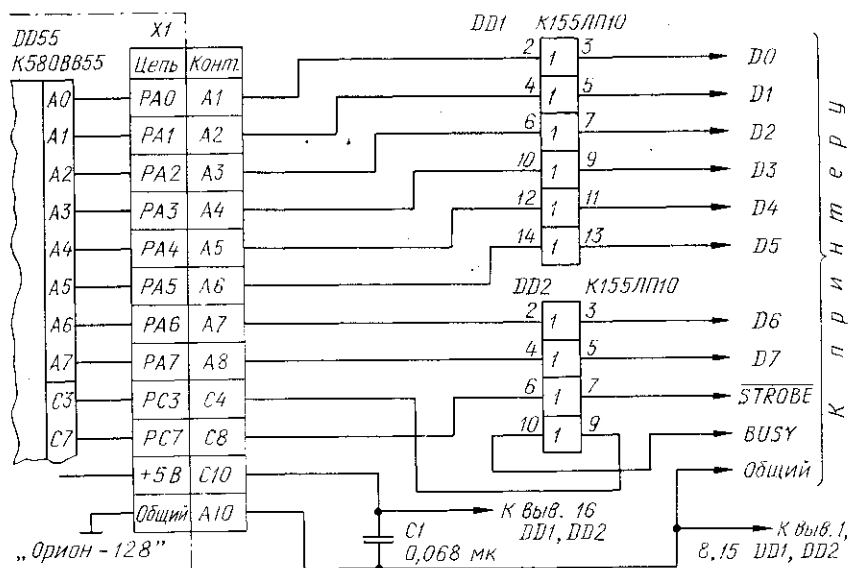 DD55
К580ВВ55
X1
Цепь Конт.
A0 PA0 A1
A1 PA1 A2
A2 PA2 A3
A3 PA3 A4
A4 PA4 A5
A5 PA5 A6
A6 PA6 A7
A7 PA7 A8
C3 PC3 C4
C7 PC7 C8
+5В C10
Общий A10
„Орион-128"
DD1 К155ЛП10
2 1 3 D0
4 1 5 D1
6 1 7 D2
10 1 9 D3
12 1 11 D4
14 1 13 D5
DD2 К155ЛП10
2 1 3 D6
4 1 5 D7
6 1 7 STROBE
10 1 9 BUSY
Общий
К принтеру
К выв. 16
DD1, DD2
C1
0,068 мк
К выв. 1,
8,15 DD1, DD2